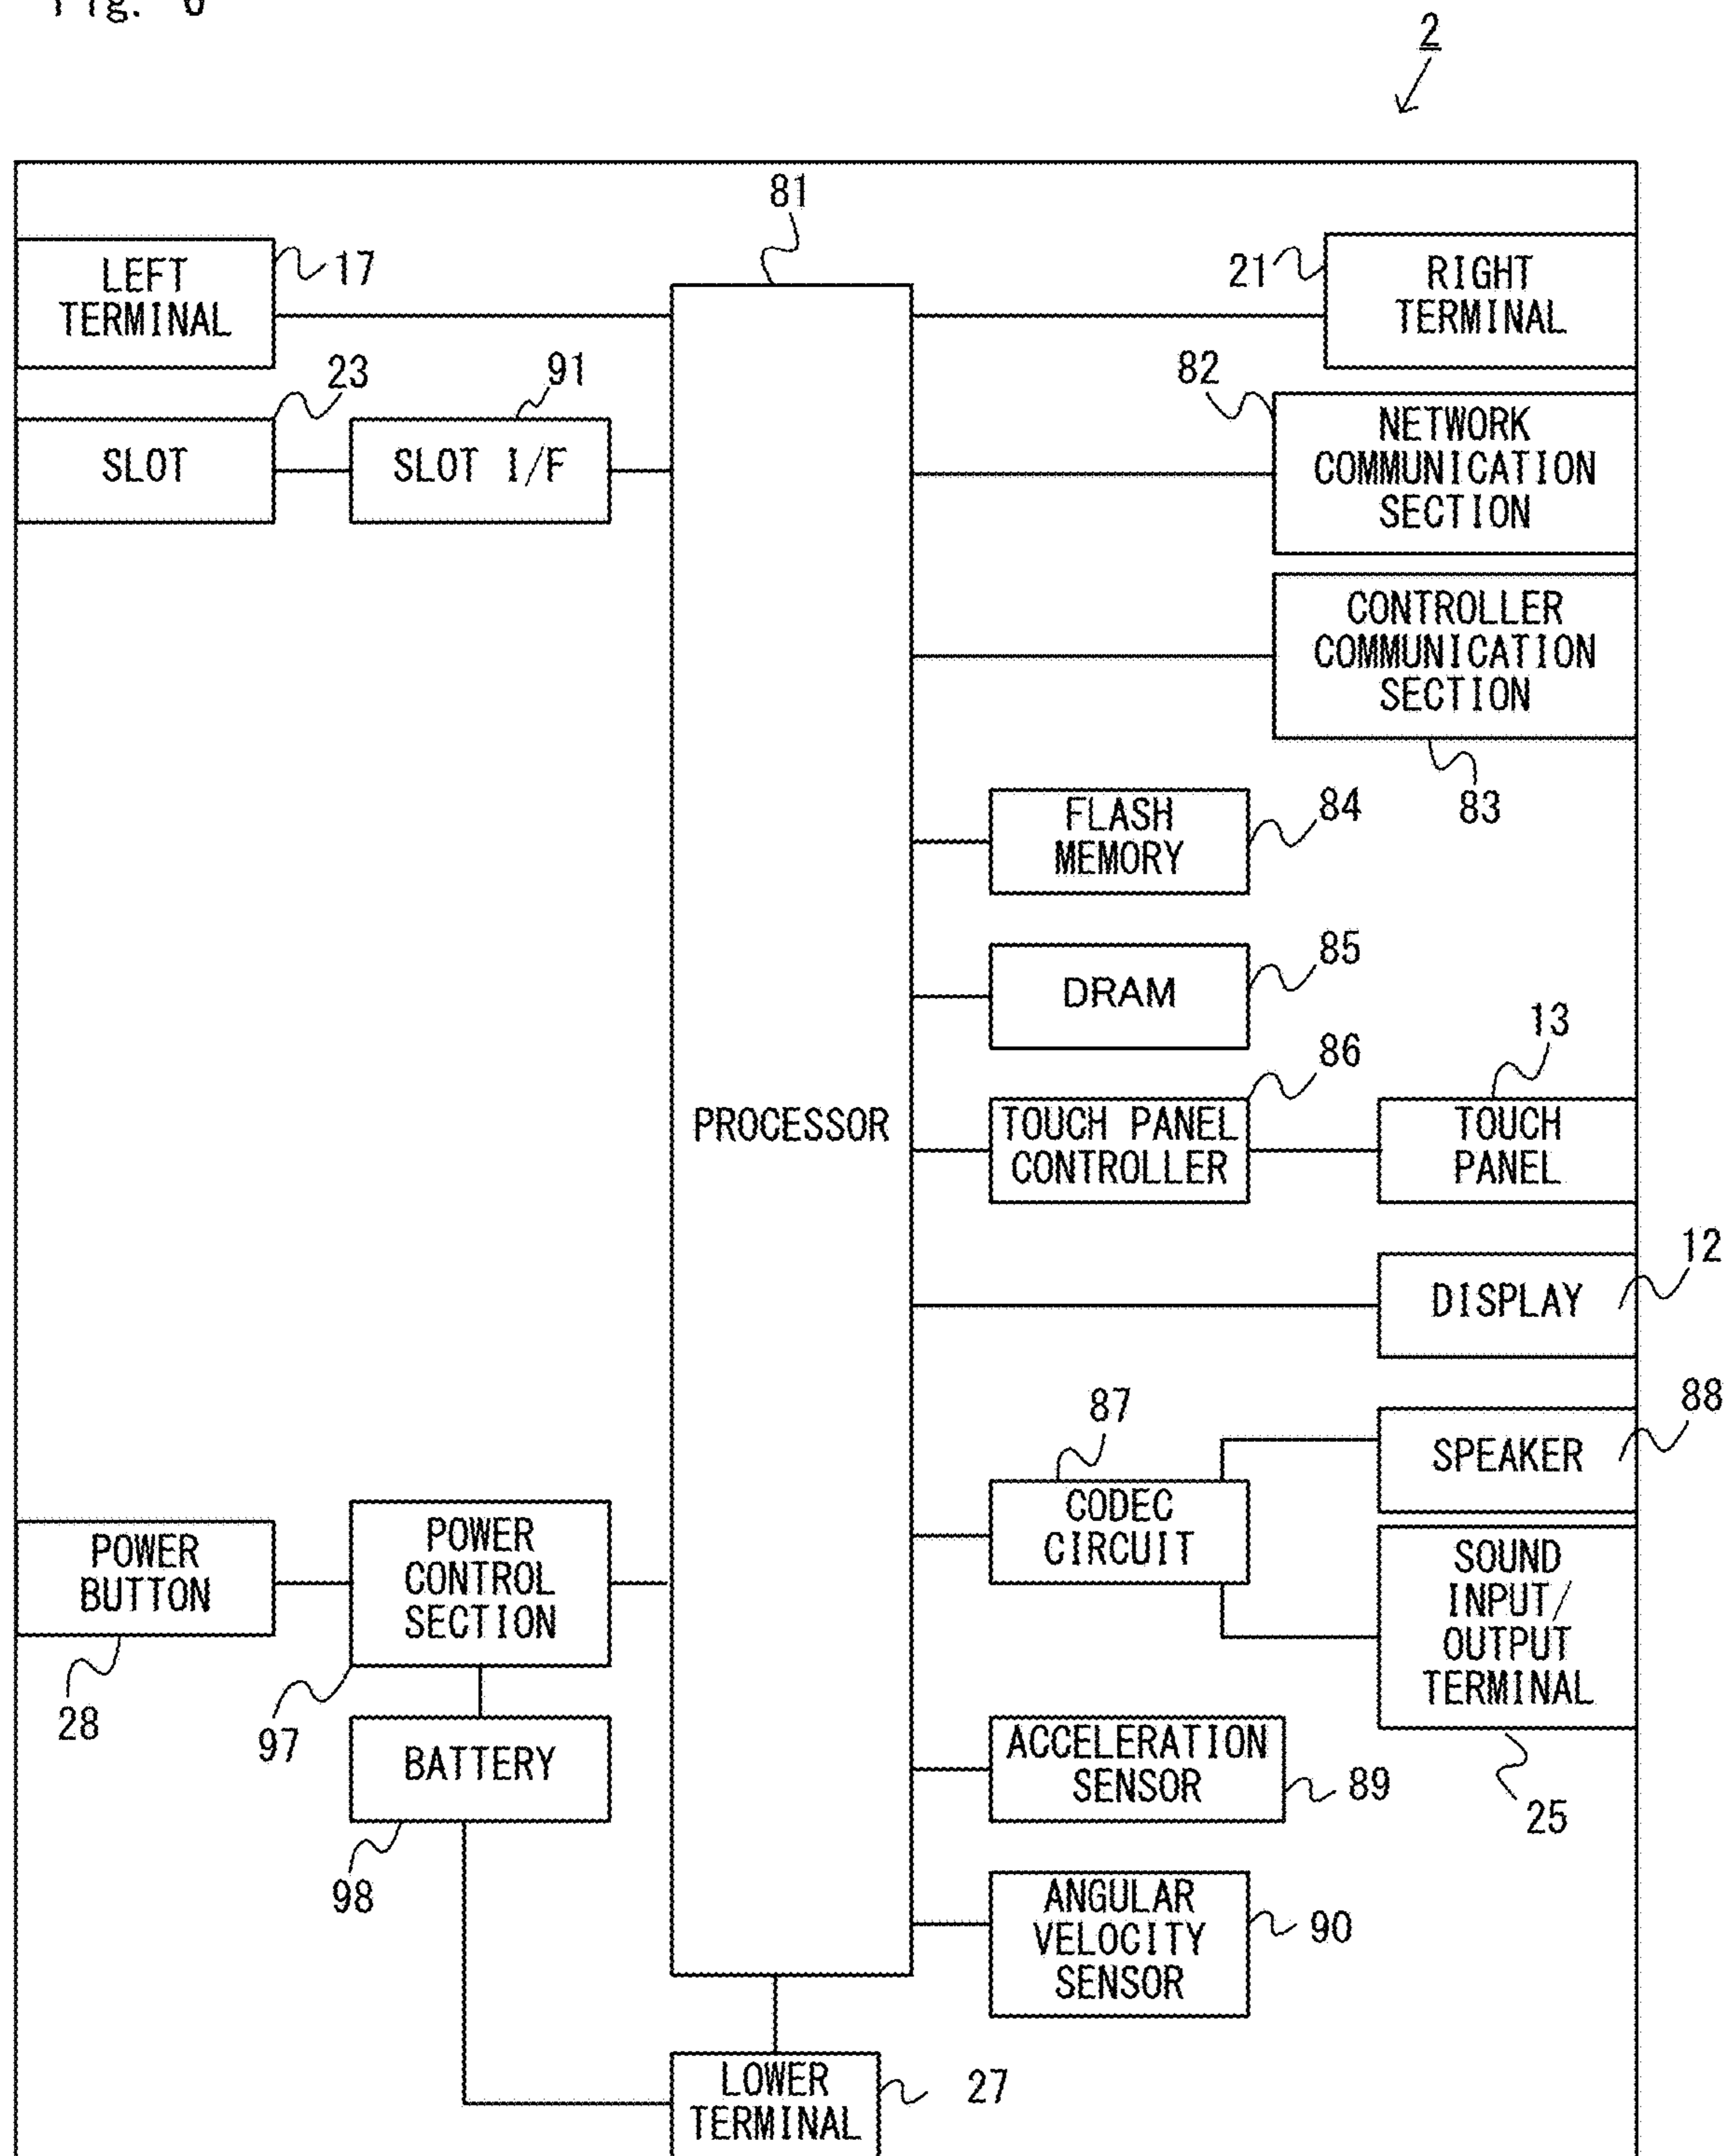 Fig. 6
2
81
LEFT
TERMINAL
17
21
RIGHT
TERMINAL
23
91
82
SLOT
SLOT I/F
NETWORK
COMMUNICATION
SECTION
CONTROLLER
COMMUNICATION
SECTION
83
FLASH
MEMORY
84
DRAM
85
PROCESSOR
86
13
TOUCH PANEL
CONTROLLER
TOUCH
PANEL
12
DISPLAY
87
88
SPEAKER
CODEC
CIRCUIT
POWER
BUTTON
28
POWER
CONTROL
SECTION
97
SOUND
INPUT/
OUTPUT
TERMINAL
25
BATTERY
98
ACCELERATION
SENSOR
89
ANGULAR
VELOCITY
SENSOR
90
LOWER
TERMINAL
27